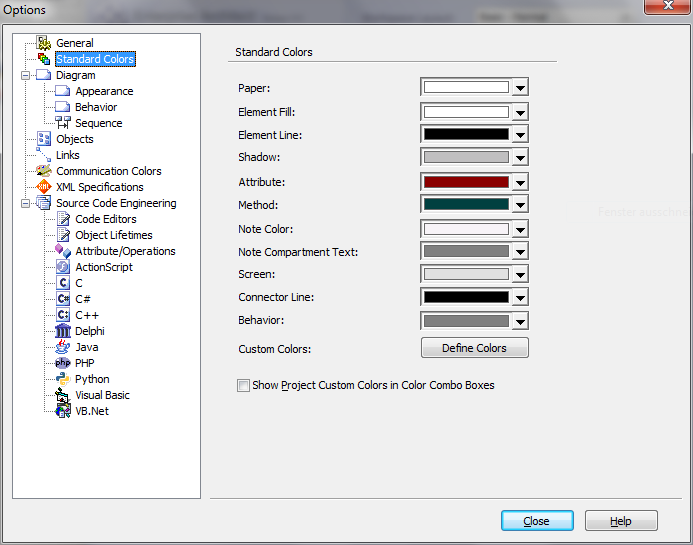 Options
General
Standard Colors
Diagram
Appearance
Behavior
Sequence
Objects
Links
Communication Colors
XML Specifications
Source Code Engineering
Code Editors
Object Lifetimes
Attribute/Operations
ActionScript
C
C#
C++
Delphi
Java
PHP
Python
Visual Basic
VB.Net
Standard Colors
Paper:
Element Fill:
Element Line:
Shadow:
Attribute:
Method:
Note Color:
Note Compartment Text:
Screen:
Connector Line:
Behavior:
Custom Colors:
Define Colors
Show Project Custom Colors in Color Combo Boxes
Fenster ausschnei
Close
Help